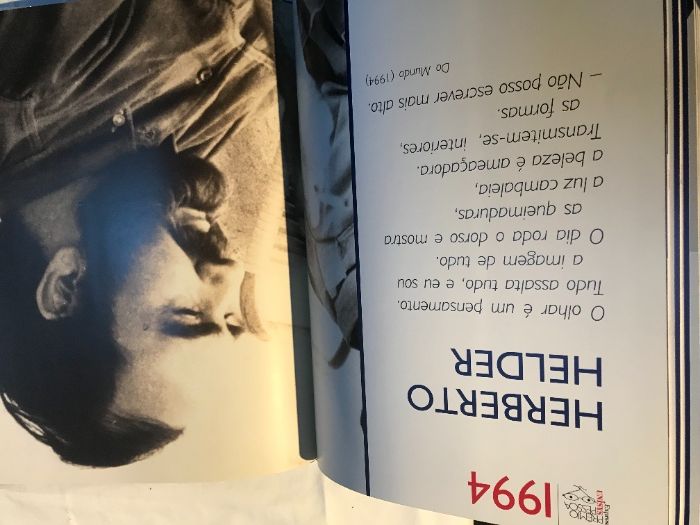 1994
HERBERTO
HELDER
O olhar é um pensamento.
Tudo assalta tudo, e eu sou
a imagem de tudo.
O dia roda o dorso e mostra
as queimaduras,
a luz cambaleia,
a beleza é ameaçadora.
Transmitem-se, interiores,
as formas.
– Não posso escrever mais alto.
Do Mundo (1994)